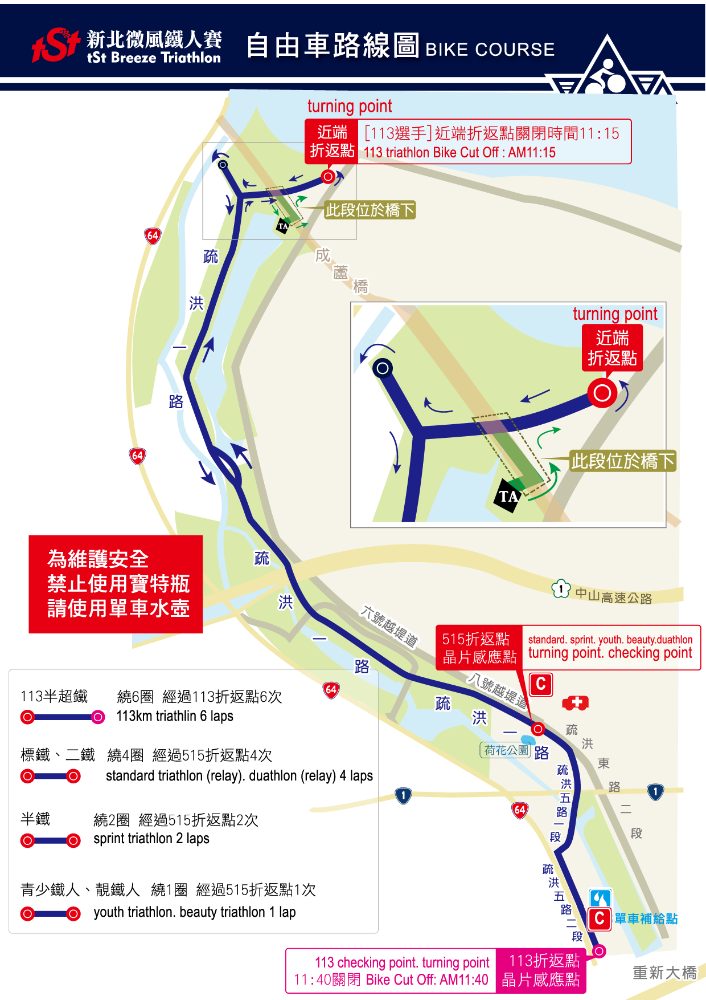 tSt 新北微風鐵人賽
tSt Breeze Triathlon
自由車路線圖 BIKE COURSE
turning point
近端
折返點
[113選手]近端折返點關閉時間11:15
113 triathlon Bike Cut Off : AM11:15
此段位於橋下
TA
64
疏洪一路
成蘆橋
turning point
近端
折返點
此段位於橋下
TA
64
為維護安全
禁止使用寶特瓶
請使用單車水壺
疏洪一路
1 中山高速公路
六號越堤道
515折返點
晶片感應點
standard. sprint. youth. beauty.duathlon
turning point. checking point
C
八號越堤道
64
疏洪一路
荷花公園
疏洪東路二段
疏洪五路一段
1
1
64
疏洪五路二段
C
單車補給點
113半超鐵 繞6圈 經過113折返點6次
113km triathlin 6 laps
標鐵、二鐵 繞4圈 經過515折返點4次
standard triathlon (relay). duathlon (relay) 4 laps
半鐵 繞2圈 經過515折返點2次
sprint triathlon 2 laps
青少鐵人、靚鐵人 繞1圈 經過515折返點1次
youth triathlon. beauty triathlon 1 lap
113 checking point. turning point
11:40關閉 Bike Cut Off: AM11:40
113折返點
晶片感應點
重新大橋